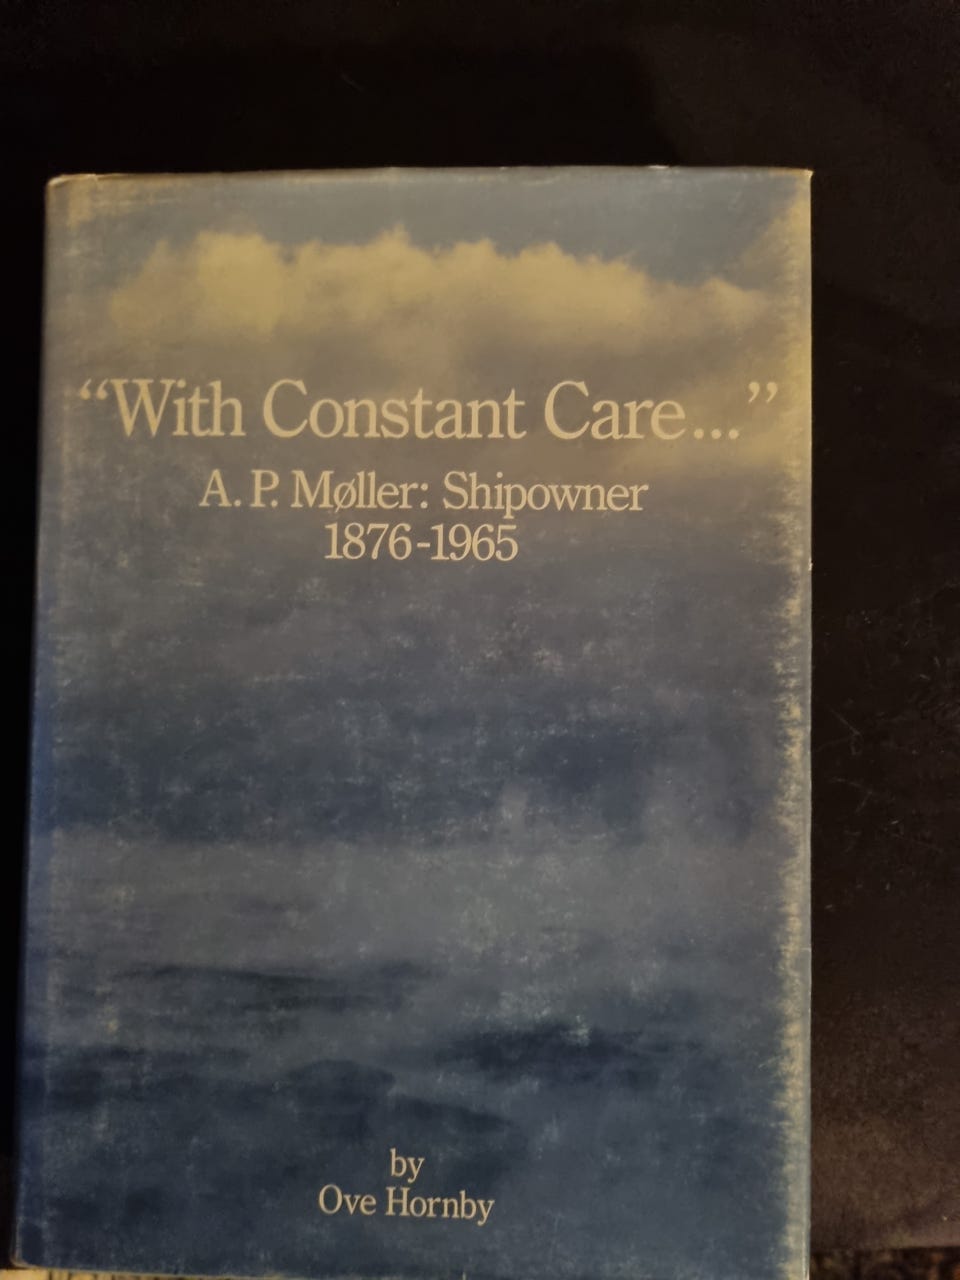 “With Constant Care...”
A. P. Møller: Shipowner
1876-1965
by
Ove Hornby